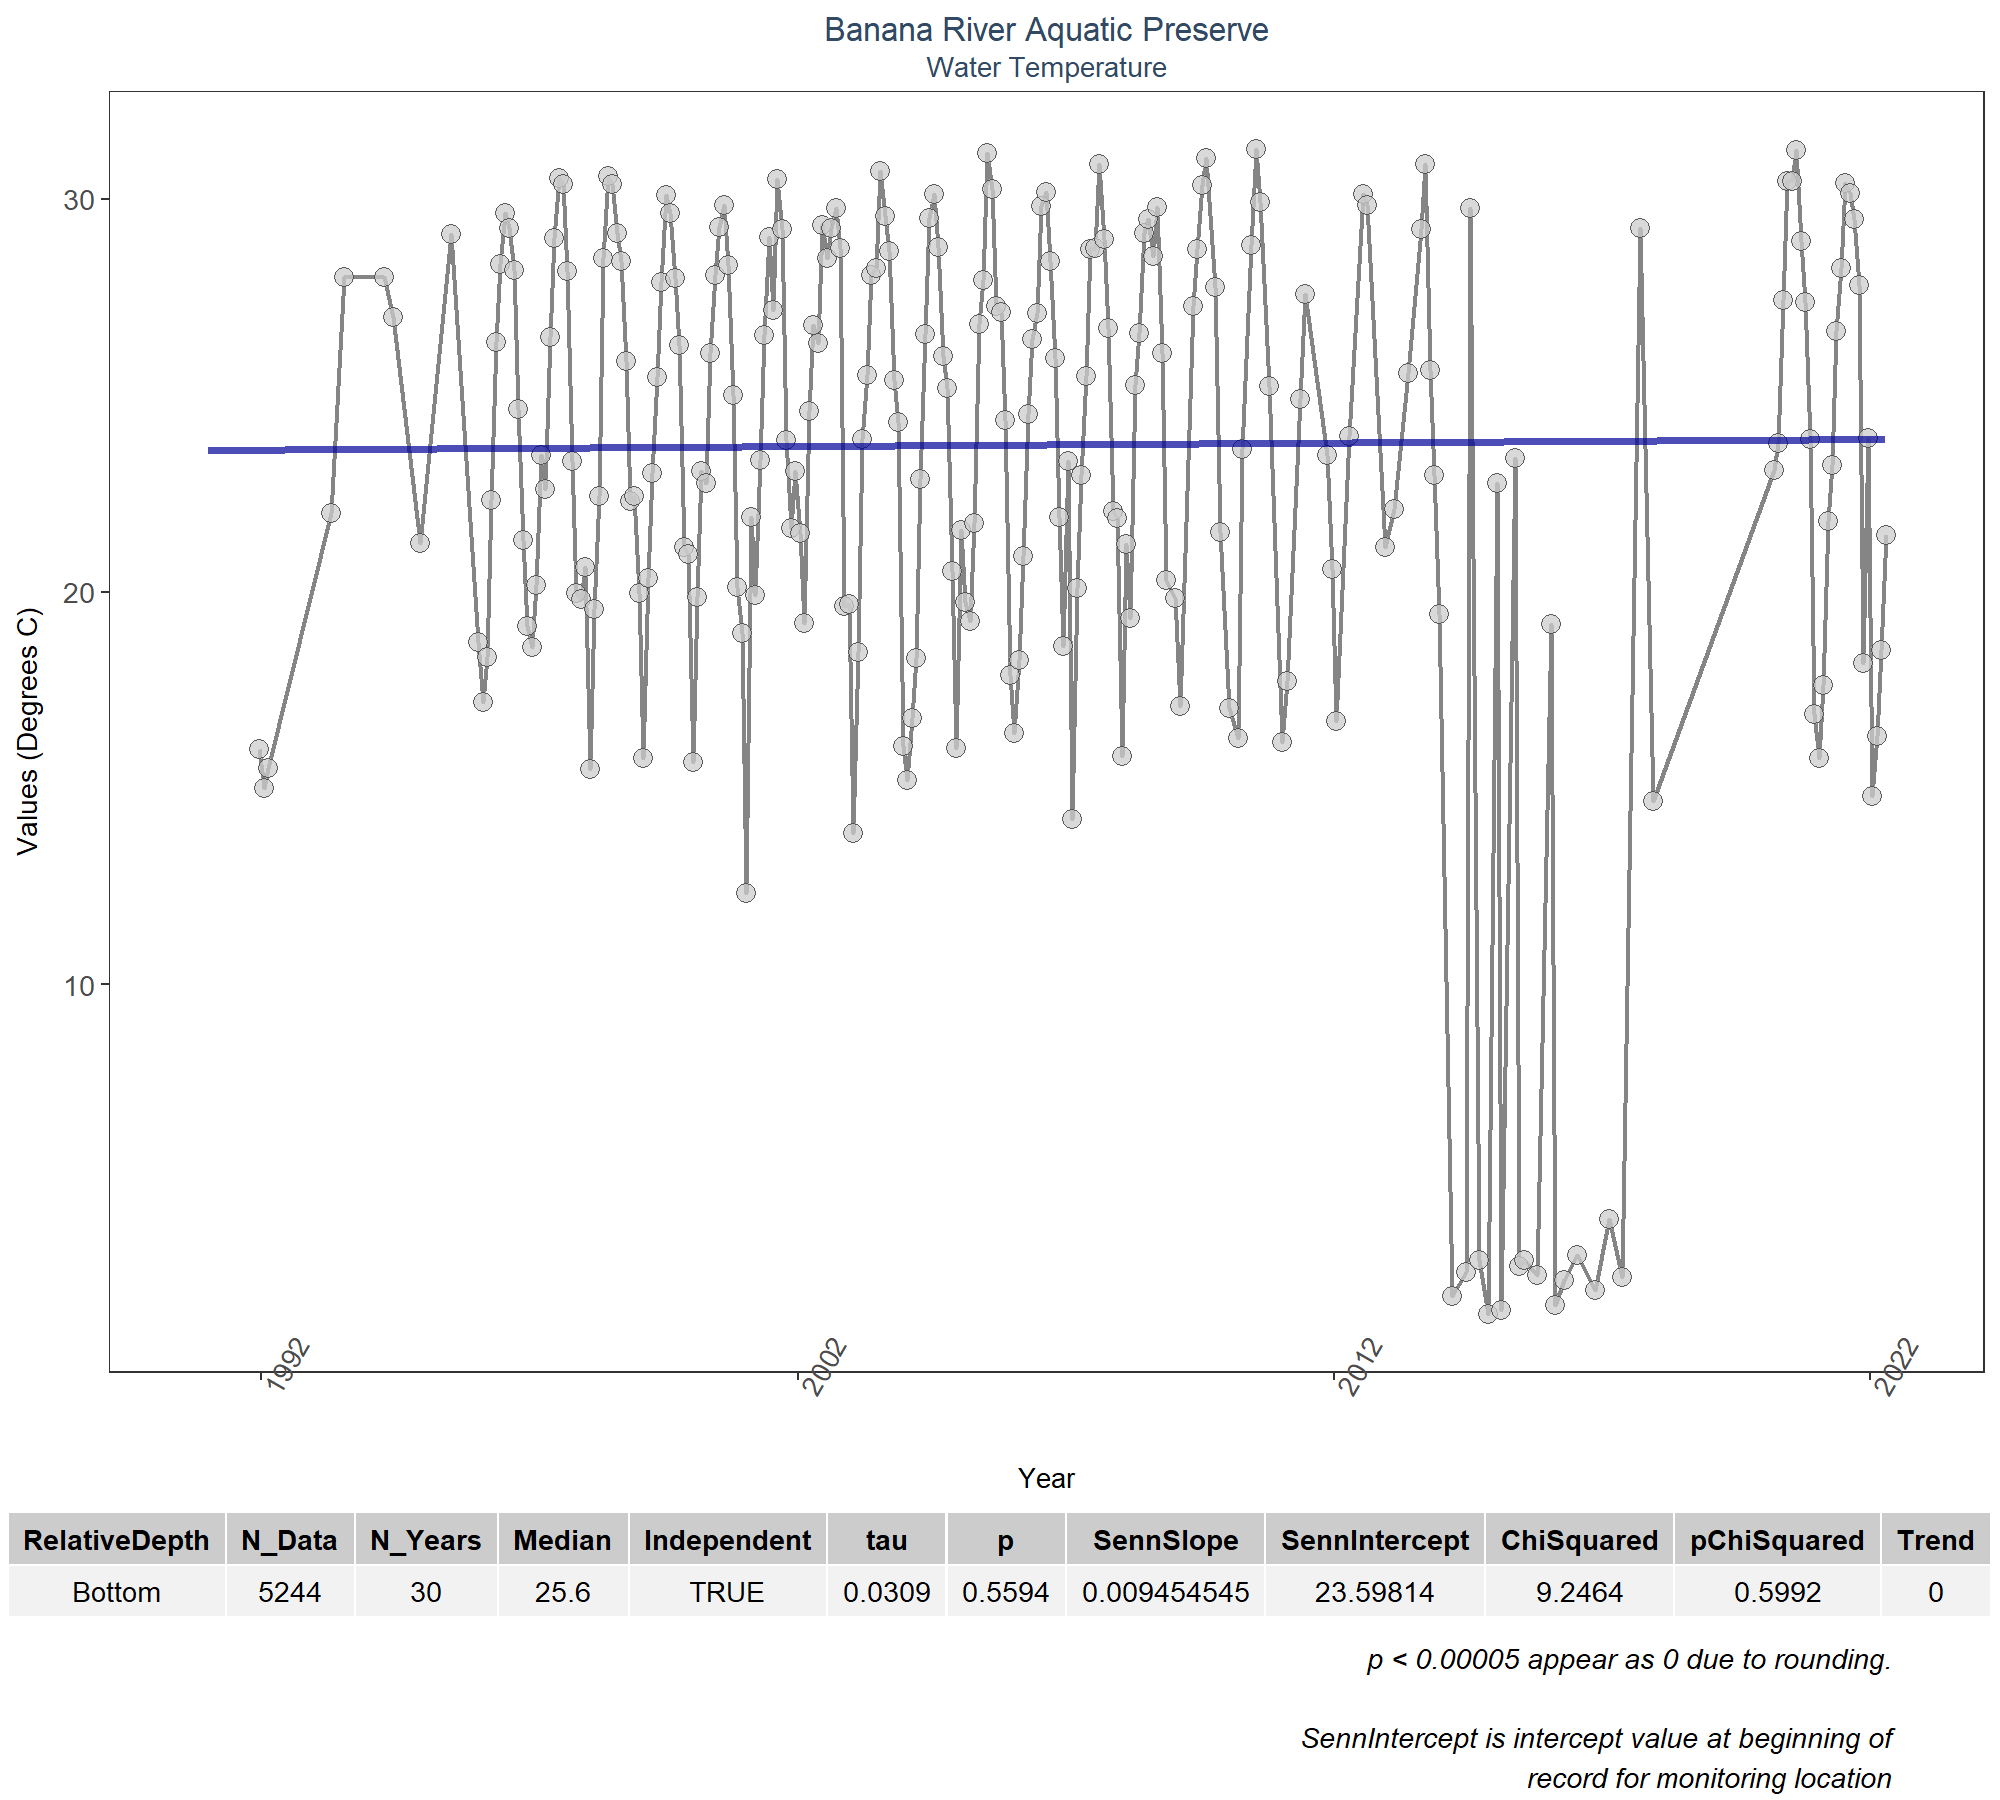 Banana River Aquatic Preserve
Water Temperature
Values (Degrees C)
30
20
10
1992 2002 2012 2022
Year
RelativeDepth N_Data N_Years Median Independent tau p SennSlope SennIntercept ChiSquared pChiSquared Trend
Bottom 5244 30 25.6 TRUE 0.0309 0.5594 0.009454545 23.59814 9.2464 0.5992 0
p < 0.00005 appear as 0 due to rounding.
SennIntercept is intercept value at beginning of
record for monitoring location